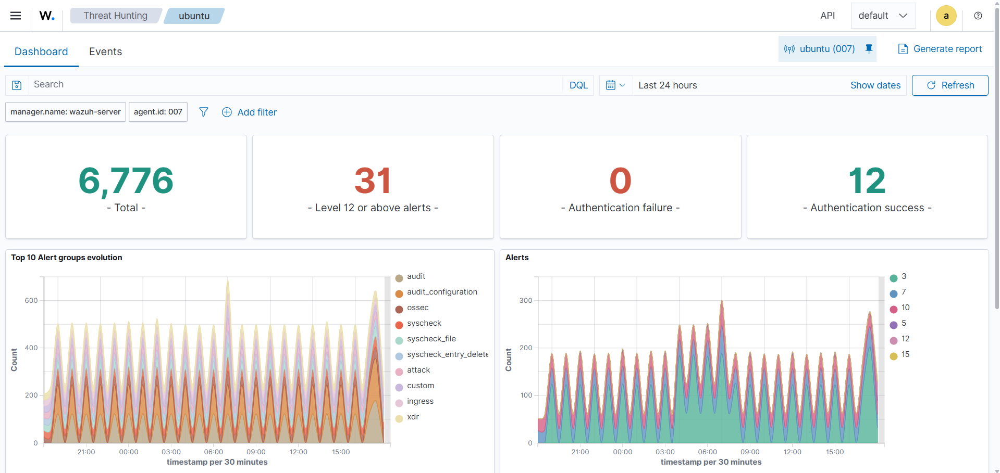 W.
Threat Hunting
ubuntu
API
default
a
Dashboard
Events
ubuntu (007)
Generate report
Search
DQL
Last 24 hours
Show dates
Refresh
manager.name: wazuh-server
agent.id: 007
Add filter
6,776
- Total -
31
- Level 12 or above alerts -
0
- Authentication failure -
12
- Authentication success -
Top 10 Alert groups evolution
Count
600
400
200
0
21:00
00:00
03:00
06:00
09:00
12:00
15:00
timestamp per 30 minutes
audit
audit_configuration
ossec
syscheck
syscheck_file
syscheck_entry_delete
attack
custom
ingress
xdr
Alerts
Count
300
200
100
0
21:00
00:00
03:00
06:00
09:00
12:00
15:00
timestamp per 30 minutes
3
7
10
5
12
15